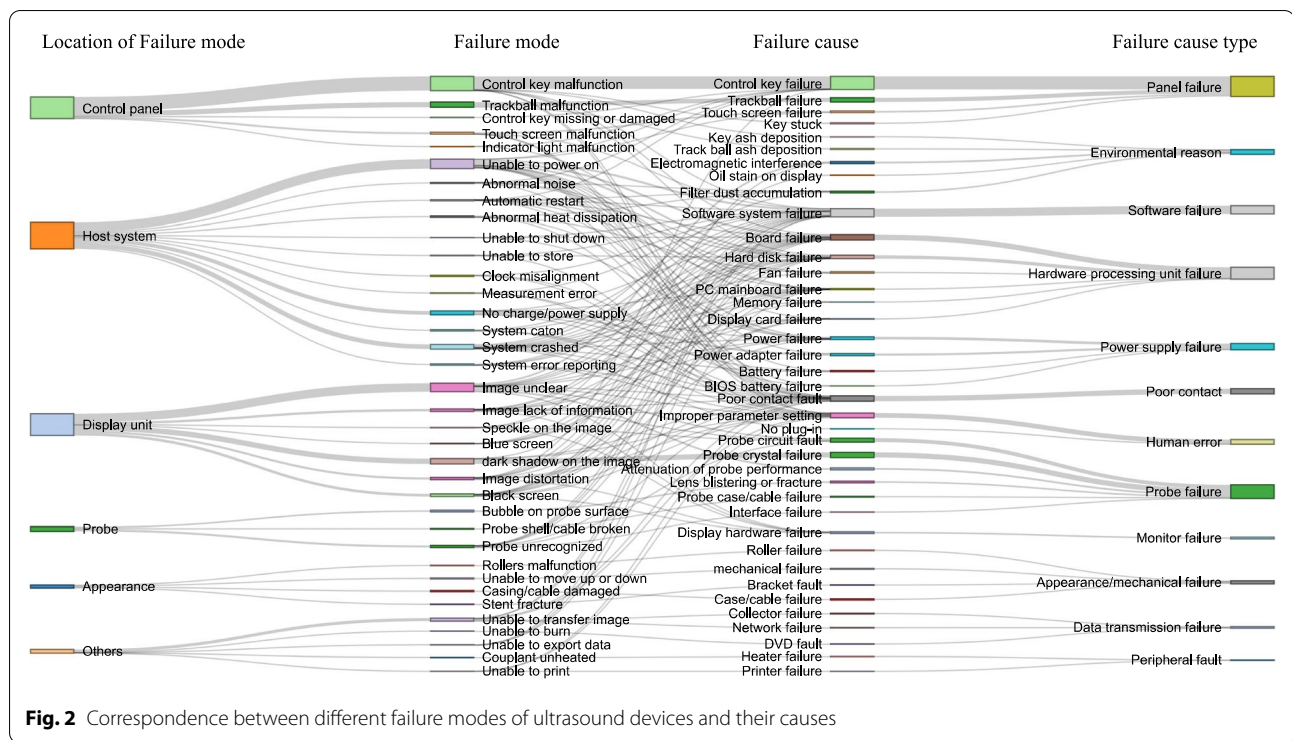 Location of Failure mode
Failure mode
Failure cause
Failure cause type
Control panel
Host system
Display unit
Probe
Appearance
Others
Control key malfunction
Trackball malfunction
Control key missing or damaged
Touch screen malfunction
Indicator light malfunction
Unable to power on
Abnormal noise
Automatic restart
Abnormal heat dissipation
Unable to shut down
Unable to store
Clock misalignment
Measurement error
No charge/power supply
System caton
System crashed
System error reporting
Image unclear
Image lack of information
Speckle on the image
Blue screen
dark shadow on the image
Image distortation
Black screen
Bubble on probe surface
Probe shell/cable broken
Probe unrecognized
Rollers malfunction
Unable to move up or down
Casing/cable damaged
Stent fracture
Unable to transfer image
Unable to burn
Unable to export data
Couplant unheated
Unable to print
Control key failure
Trackball failure
Touch screen failure
Key stuck
Key ash deposition
Track ball ash deposition
Electromagnetic interference
Oil stain on display
Filter dust accumulation
Software system failure
Board failure
Hard disk failure
Fan failure
PC mainboard failure
Memory failure
Display card failure
Power failure
Power adapter failure
Battery failure
BIOS battery failure
Poor contact fault
Improper parameter setting
No plug-in
Probe circuit fault
Probe crystal failure
Attenuation of probe performance
Lens blistering or fracture
Probe case/cable failure
Interface failure
Display hardware failure
Roller failure
mechanical failure
Bracket fault
Case/cable failure
Collector failure
Network failure
DVD fault
Heater failure
Printer failure
Panel failure
Environmental reason
Software failure
Hardware processing unit failure
Power supply failure
Poor contact
Human error
Probe failure
Monitor failure
Appearance/mechanical failure
Data transmission failure
Peripheral fault
Fig. 2 Correspondence between different failure modes of ultrasound devices and their causes